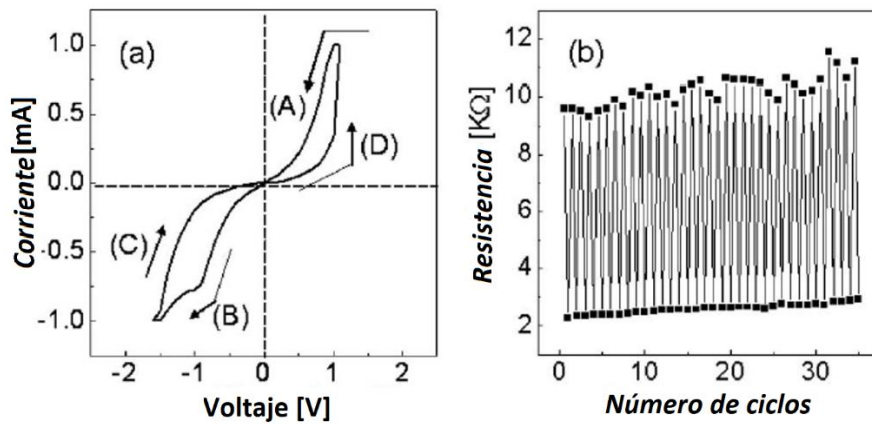 (a)
Corriente [mA]
1.0
0.5
0.0
-0.5
-1.0
(A)
(D)
(C)
(B)
-2
-1
0
1
2
Voltaje [V]
(b)
Resistencia [KΩ]
12
10
8
6
4
2
0
10
20
30
Número de ciclos